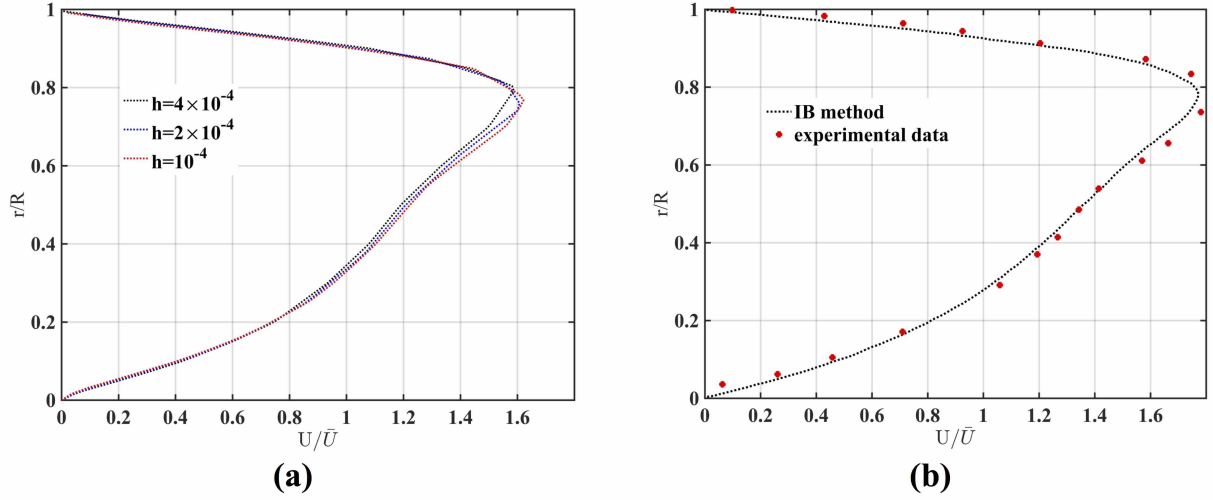 1
0.8
0.6
0.4
0.2
0
r/R
h=4×10⁻⁴
h=2×10⁻⁴
h=10⁻⁴
0 0.2 0.4 0.6 0.8 1 1.2 1.4 1.6
U/Ū
(a)
1
0.8
0.6
0.4
0.2
0
r/R
IB method
experimental data
0 0.2 0.4 0.6 0.8 1 1.2 1.4 1.6
U/Ū
(b)